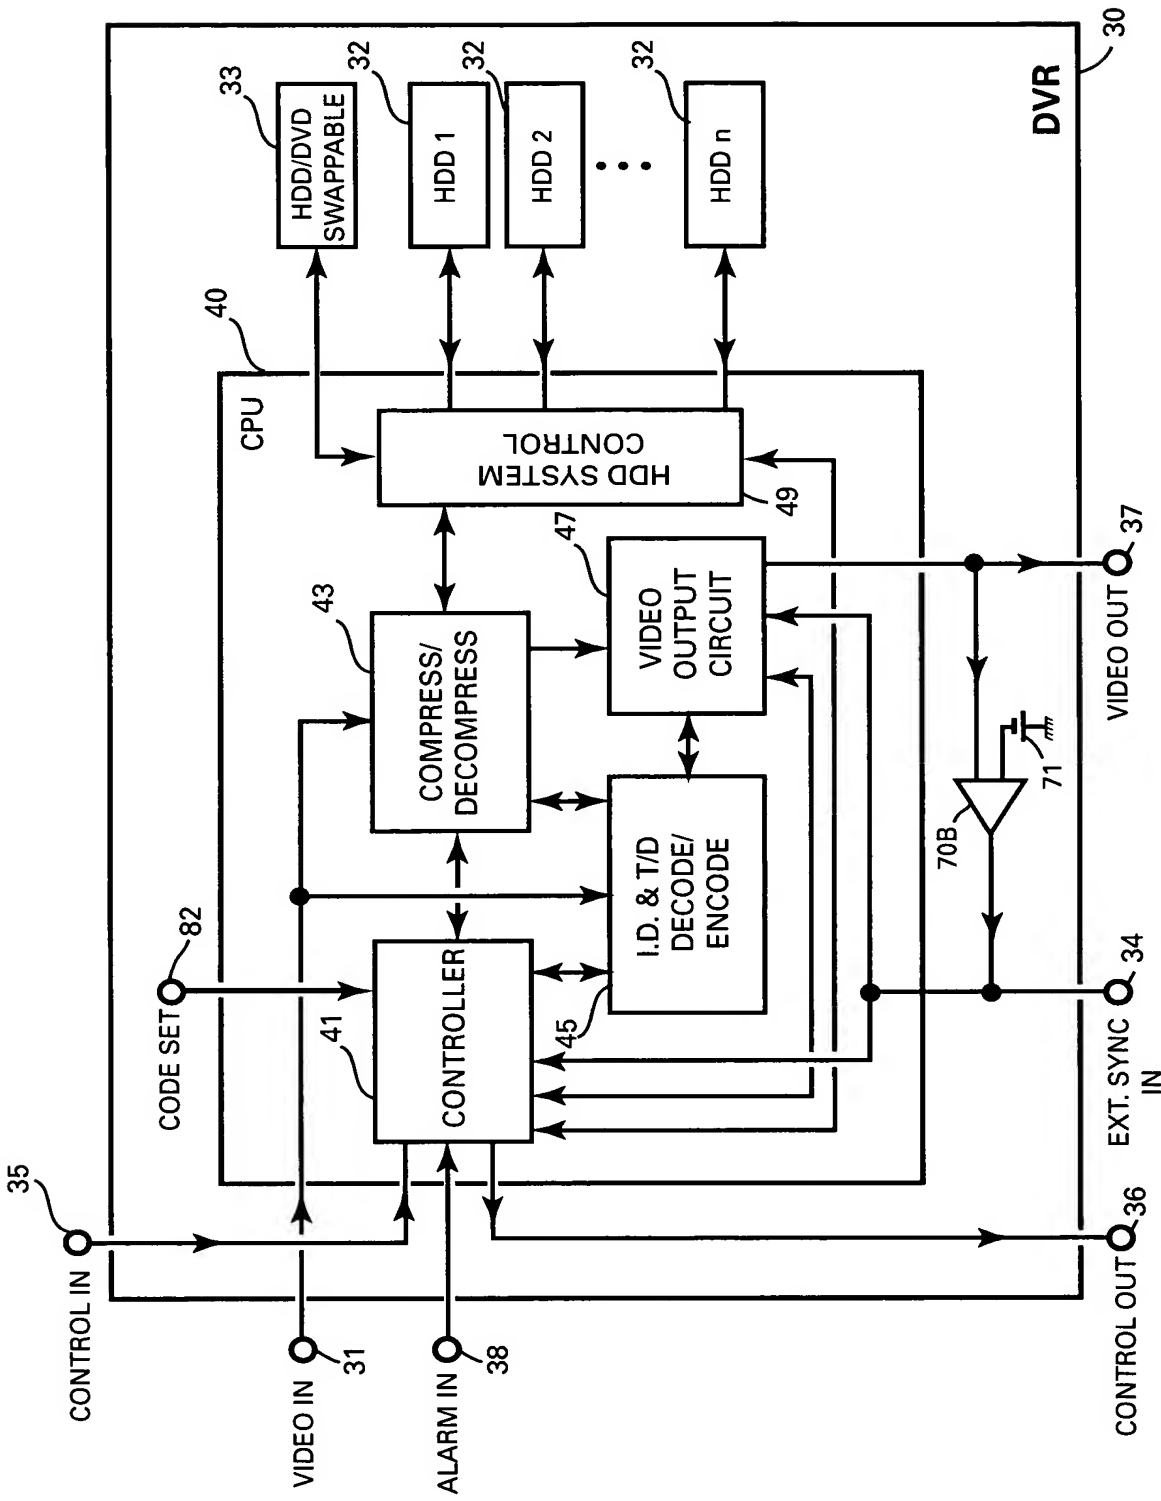 CONTROL IN
35
VIDEO IN
31
ALARM IN
38
CODE SET
82
40
CPU
33
HDD/DVD
SWAPPABLE
32
HDD 1
32
HDD 2
32
HDD n
41
CONTROLLER
43
COMPRESS/
DECOMPRESS
HDD SYSTEM
CONTROL
49
45
I.D. & T/D
DECODE/
ENCODE
47
VIDEO
OUTPUT
CIRCUIT
70B
71
DVR
30
CONTROL OUT
36
EXT. SYNC
IN
34
VIDEO OUT
37